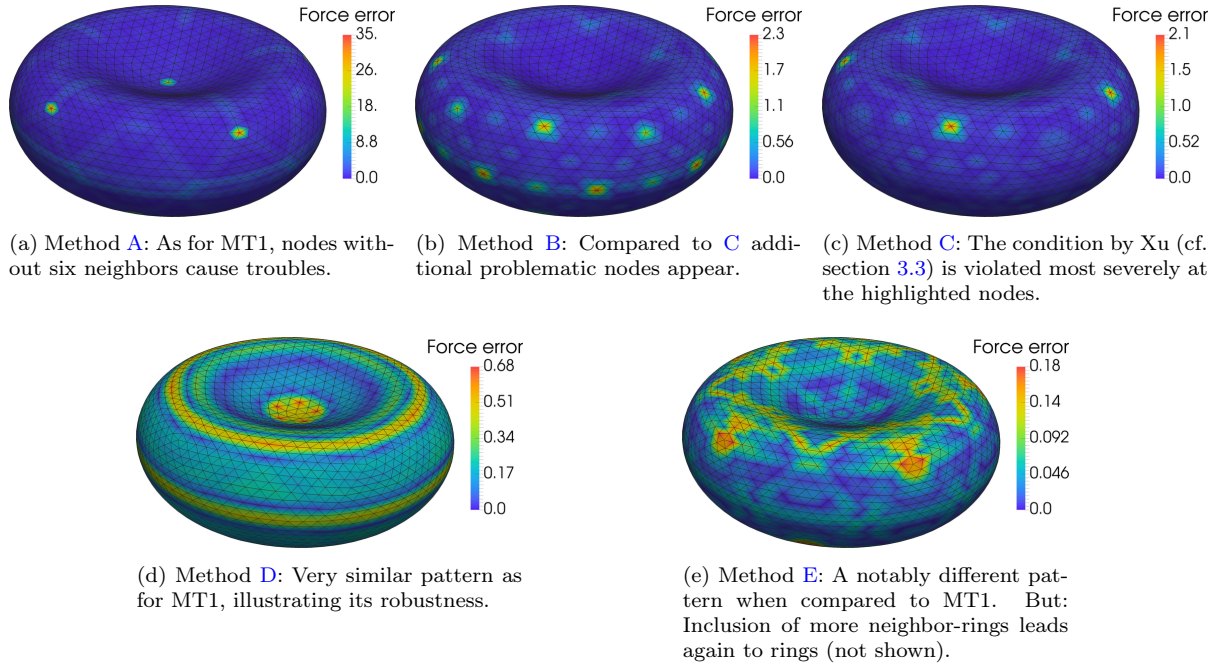 Force error
35.
26.
18.
8.8
0.0
(a) Method A: As for MT1, nodes with-
out six neighbors cause troubles.
Force error
2.3
1.7
1.1
0.56
0.0
(b) Method B: Compared to C addi-
tional problematic nodes appear.
Force error
2.1
1.6
1.0
0.52
0.0
(c) Method C: The condition by Xu (cf.
section 3.3) is violated most severely at
the highlighted nodes.
Force error
0.68
0.51
0.34
0.17
0.0
(d) Method D: Very similar pattern as
for MT1, illustrating its robustness.
Force error
0.18
0.14
0.092
0.046
0.0
(e) Method E: A notably different pat-
tern when compared to MT1. But:
Inclusion of more neighbor-rings leads
again to rings (not shown).